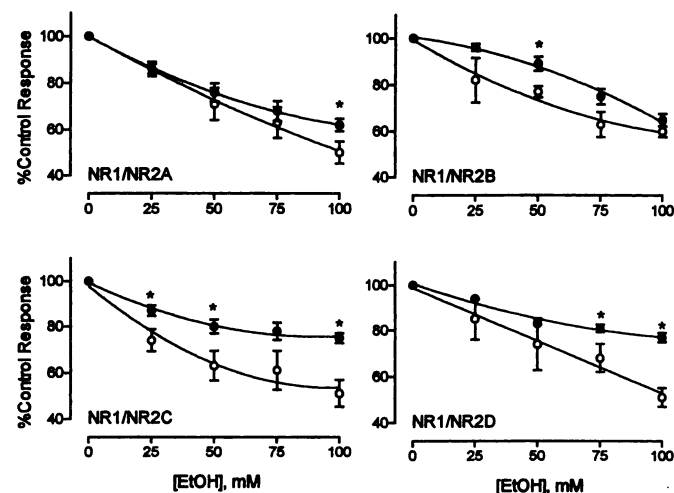 %Control Response
100
80
60
40
*
NR1/NR2A
0 25 50 75 100
100
80
60
40
*
NR1/NR2B
0 25 50 75 100
%Control Response
100
80
60
40
* * *
NR1/NR2C
0 25 50 75 100
[EtOH], mM
100
80
60
40
* *
NR1/NR2D
0 25 50 75 100
[EtOH], mM